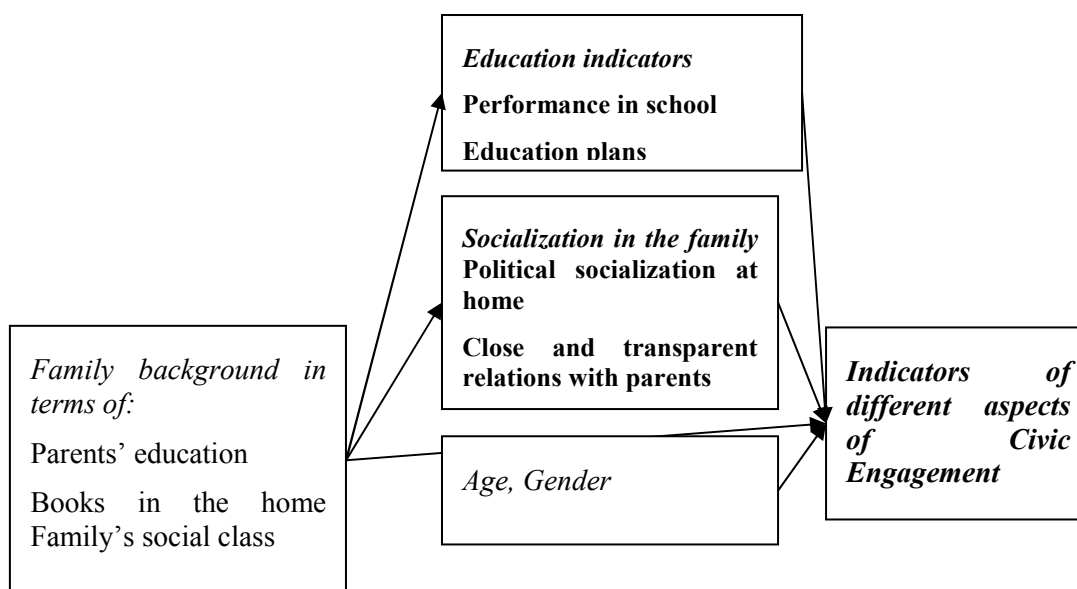 Education indicators
Performance in school
Education plans
Socialization in the family
Political socialization at
home
Close and transparent
relations with parents
Family background in
terms of:
Parents’ education
Books in the home
Family’s social class
Age, Gender
Indicators of
different aspects
of Civic
Engagement